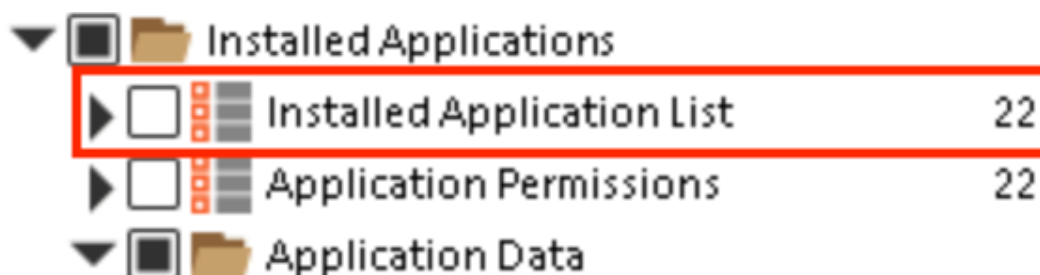 Installed Applications
Installed Application List 22
Application Permissions 22
Application Data